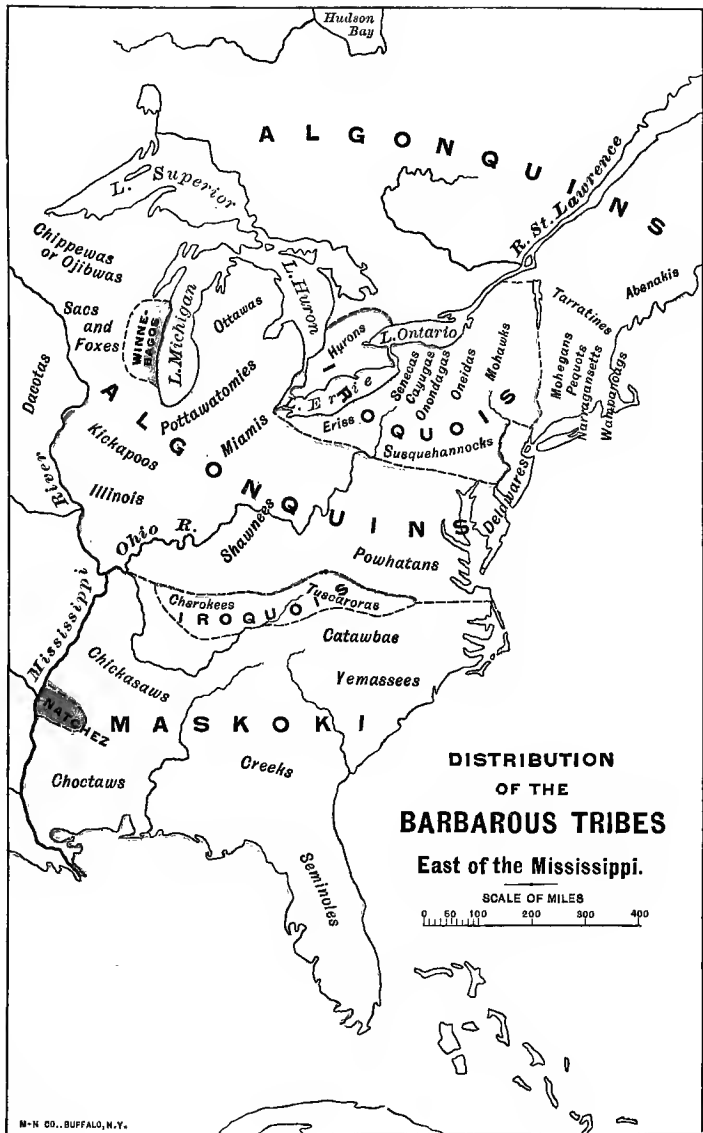 Hudson
Bay
ALGONQUINS
L. Superior
R. St. Lawrence
Chippewas
or Ojibwas
L. Huron
Abenakis
Tarratines
Sacs
and
Foxes
WINNE-
BAGOS
L. Michigan
Ottawas
Hurons
L. Ontario
Mohegans
Pequots
Narragansetts
Wampanoags
Dacotas
Senecas
Cayugas
Onondagas
Oneidas
Mohawks
L. Erie
IROQUOIS
Eriss
Susquehannocks
ALGONQUINS
Pottawatomies
Miamis
Kickapoos
Illinois
Delawares
River
Ohio R.
Shawnees
Powhatans
Cherokees
Tuscaroras
IROQUOIS
Mississippi
Catawbas
Chickasaws
Yemassees
NATCHEZ
MASKOKI
Creeks
Choctaws
Seminoles
DISTRIBUTION
OF THE
BARBAROUS TRIBES
East of the Mississippi.
SCALE OF MILES
0 50 100 200 300 400
M-N CO., BUFFALO, N.Y.